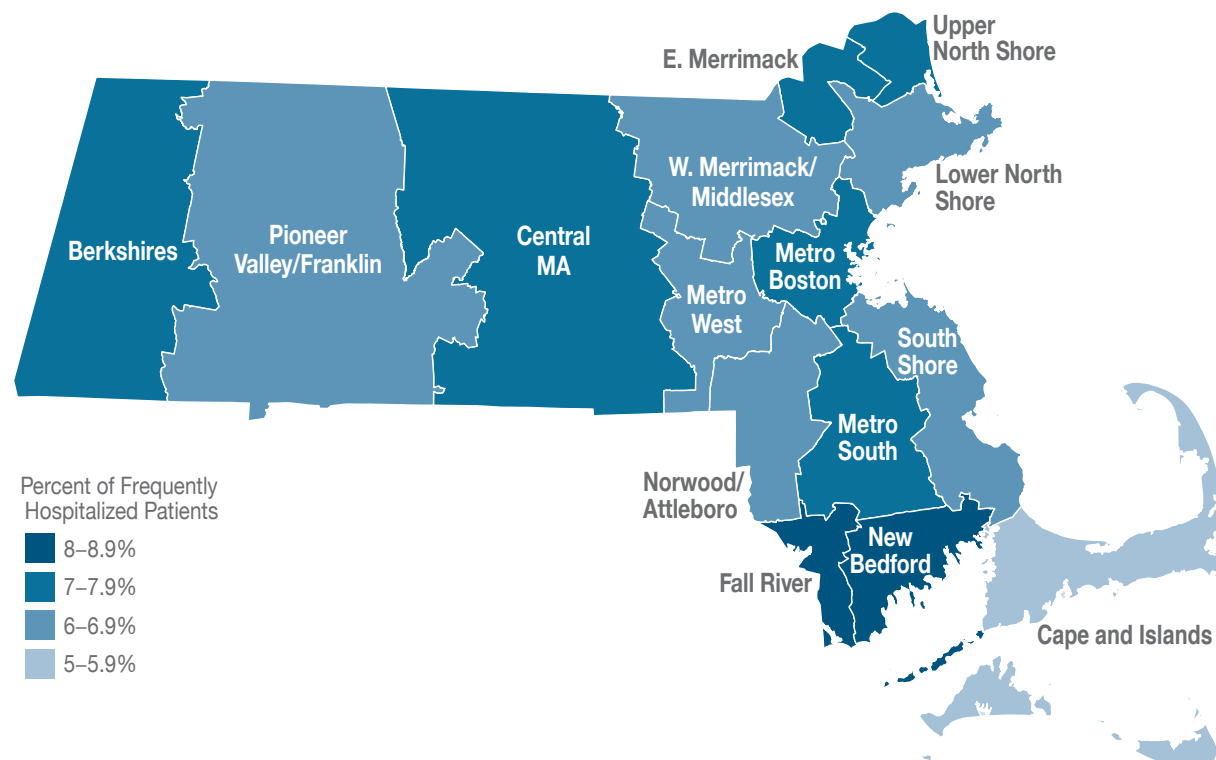 Upper
North Shore
E. Merrimack
W. Merrimack/
Middlesex
Lower North
Shore
Berkshires
Pioneer
Valley/Franklin
Central
MA
Metro
Boston
Metro
West
South
Shore
Metro
South
Norwood/
Attleboro
New
Bedford
Fall River
Cape and Islands
Percent of Frequently
Hospitalized Patients
8–8.9%
7–7.9%
6–6.9%
5–5.9%